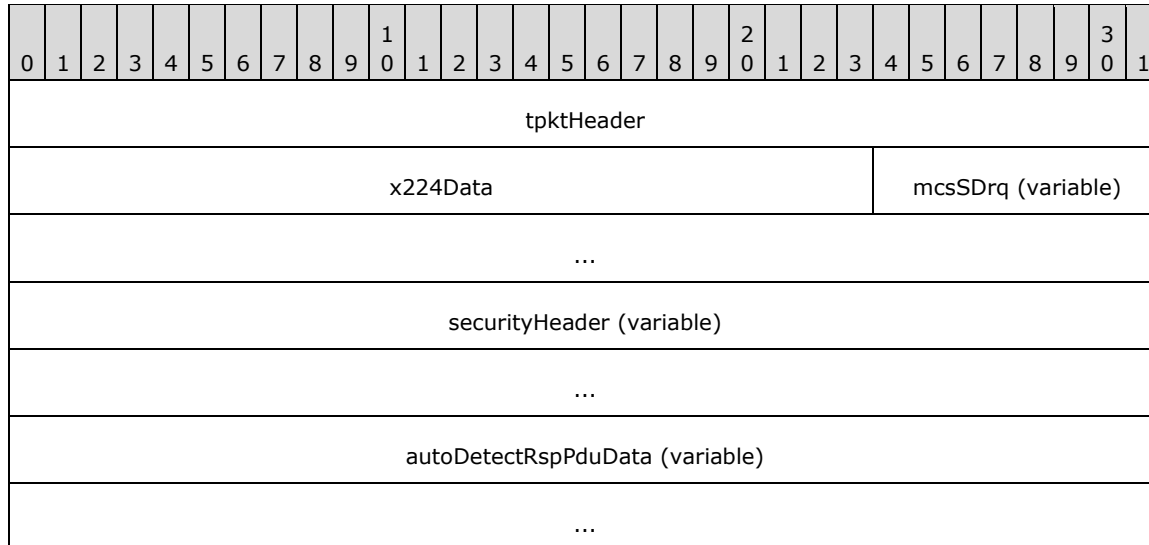 1 2 3
0 1 2 3 4 5 6 7 8 9 0 1 2 3 4 5 6 7 8 9 0 1 2 3 4 5 6 7 8 9 0 1
tpktHeader
x224Data mcsSDrq (variable)
...
securityHeader (variable)
...
autoDetectRspPduData (variable)
...